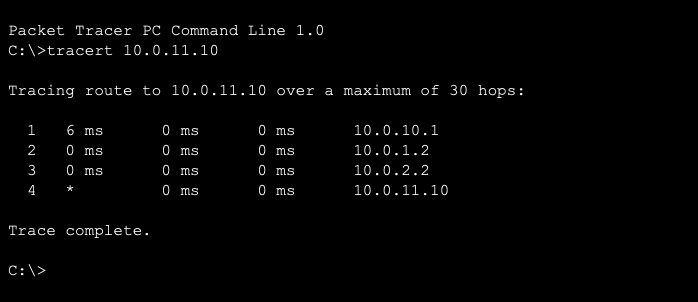 Packet Tracer PC Command Line 1.0
C:\>tracert 10.0.11.10
Tracing route to 10.0.11.10 over a maximum of 30 hops:
1 6 ms 0 ms 0 ms 10.0.10.1
2 0 ms 0 ms 0 ms 10.0.1.2
3 0 ms 0 ms 0 ms 10.0.2.2
4 * 0 ms 0 ms 10.0.11.10
Trace complete.
C:\>